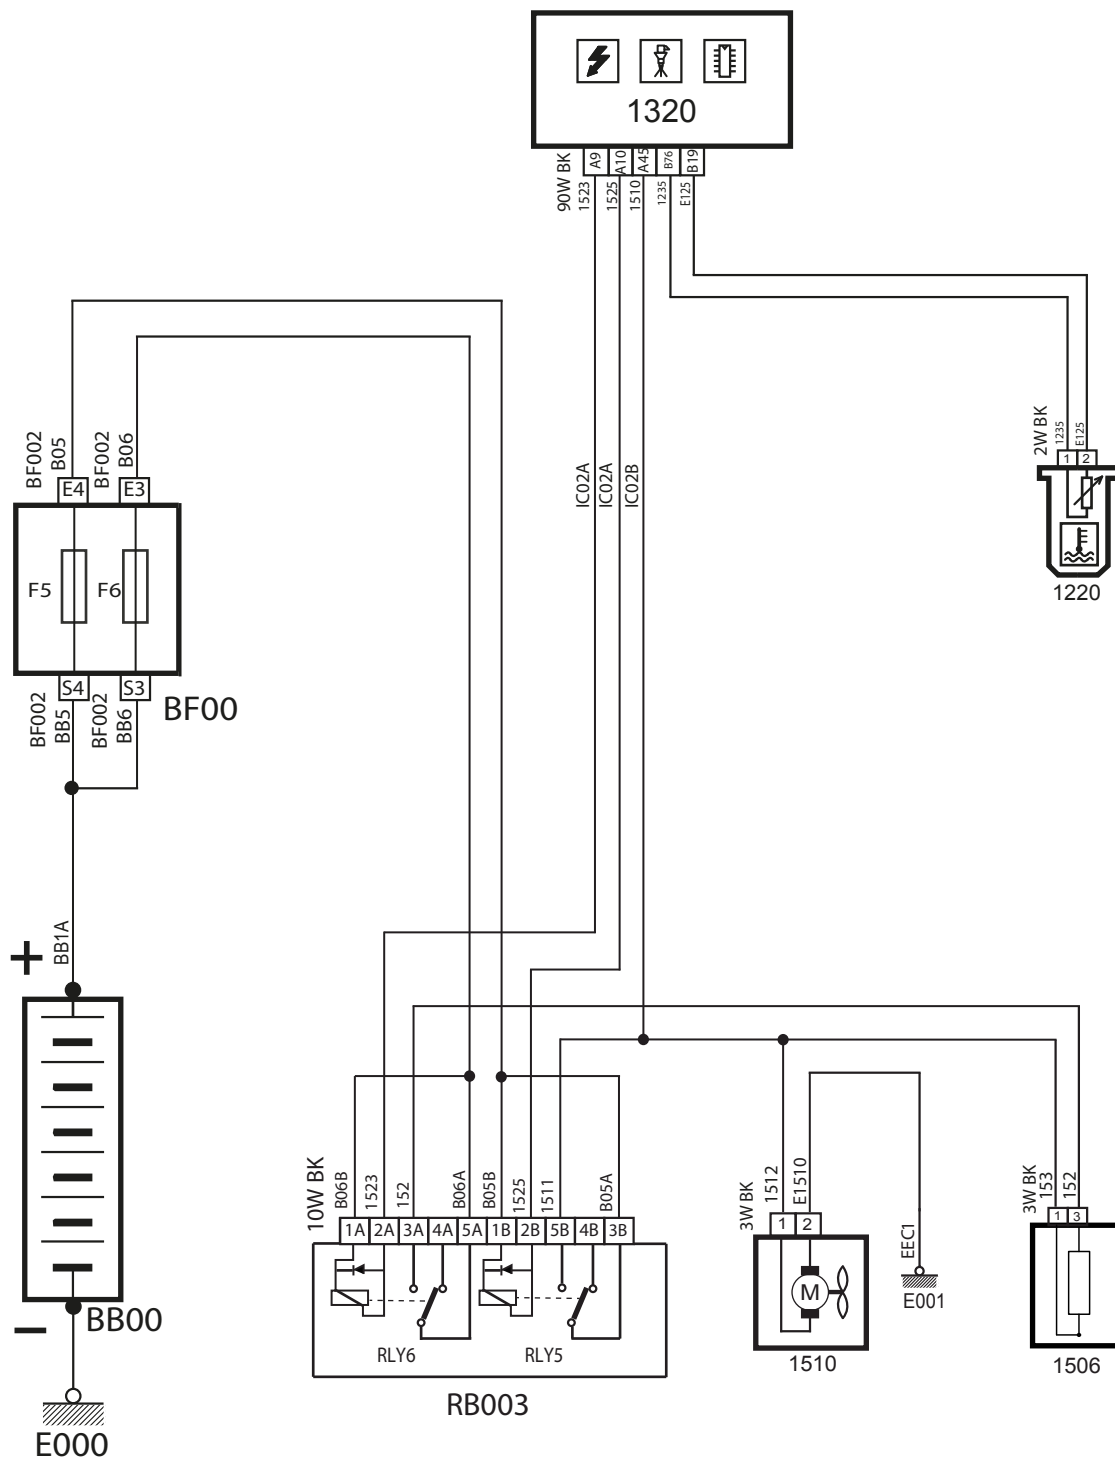 1320
90W BK
A9
A10
A45
B76
B19
1523
1525
1510
1235
E125
IC02A
IC02A
IC02B
2W BK
1235
E125
1
2
1220
BF002
B05
BF002
B06
E4
E3
F5
F6
S4
S3
BF00
BF002
BB5
BF002
BB6
BB1A
+
−
BB00
E000
10W BK
B06B
1523
152
B06A
B05B
1525
1511
B05A
1A
2A
3A
4A
5A
1B
2B
5B
4B
3B
RLY6
RLY5
RB003
3W BK
1512
E1510
1
2
M
1510
EEC1
E001
3W BK
153
152
1
3
1506